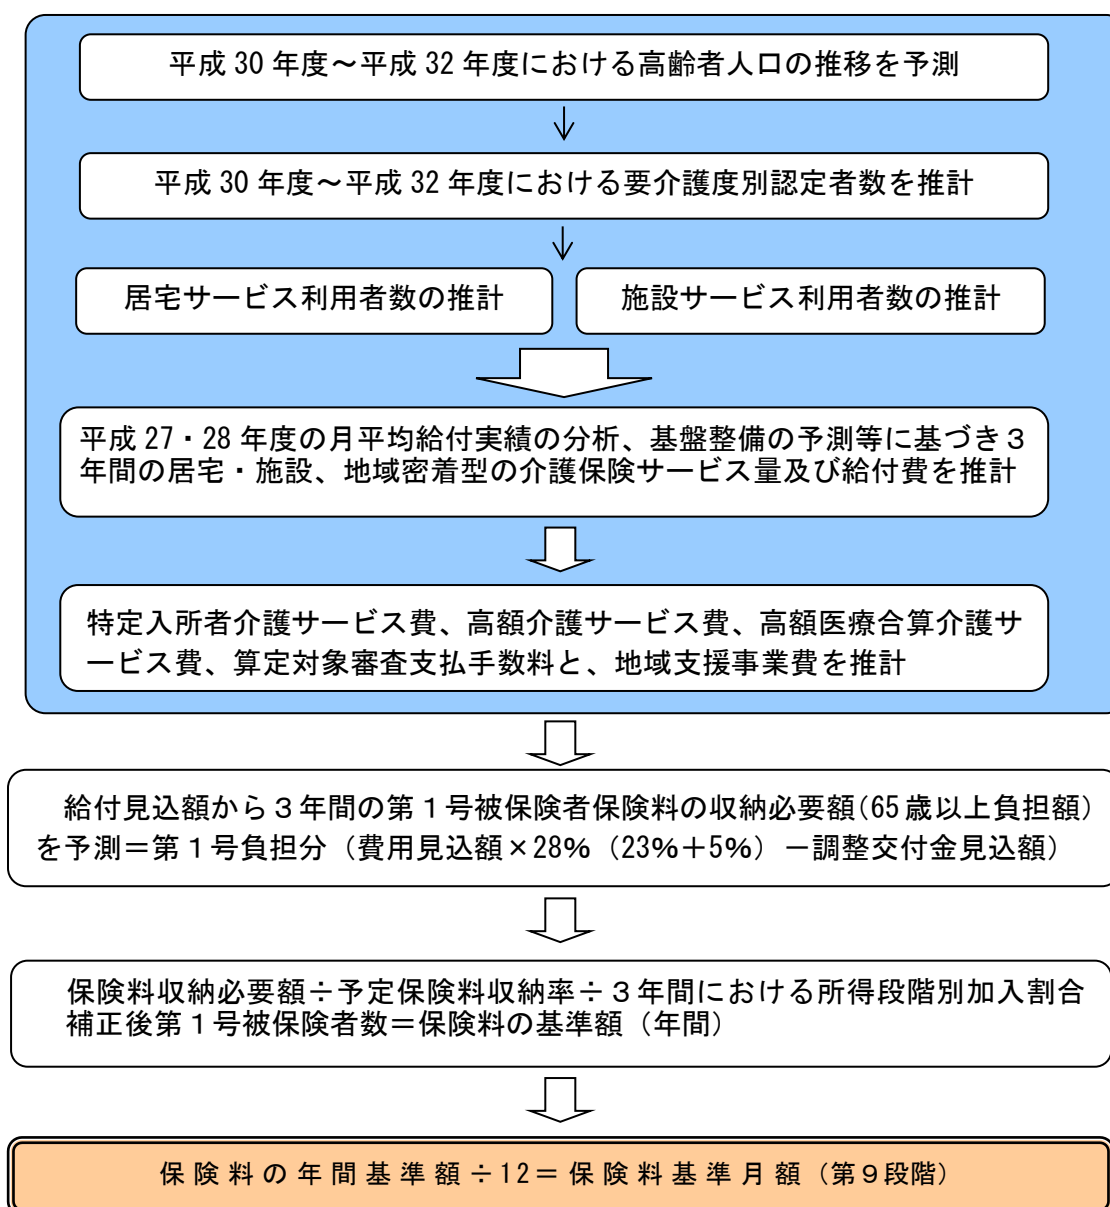 平成 30 年度～平成 32 年度における高齢者人口の推移を予測
平成 30 年度～平成 32 年度における要介護度別認定者数を推計
居宅サービス利用者数の推計
施設サービス利用者数の推計
平成 27・28 年度の月平均給付実績の分析、基盤整備の予測等に基づき３
年間の居宅・施設、地域密着型の介護保険サービス量及び給付費を推計
特定入所者介護サービス費、高額介護サービス費、高額医療合算介護サ
ービス費、算定対象審査支払手数料と、地域支援事業費を推計
給付見込額から３年間の第１号被保険者保険料の収納必要額（65 歳以上負担額）
を予測＝第１号負担分（費用見込額×28%（23%＋5%）－調整交付金見込額）
保険料収納必要額÷予定保険料収納率÷３年間における所得段階別加入割合
補正後第１号被保険者数＝保険料の基準額（年間）
保険料の年間基準額÷12＝保険料基準月額（第９段階）